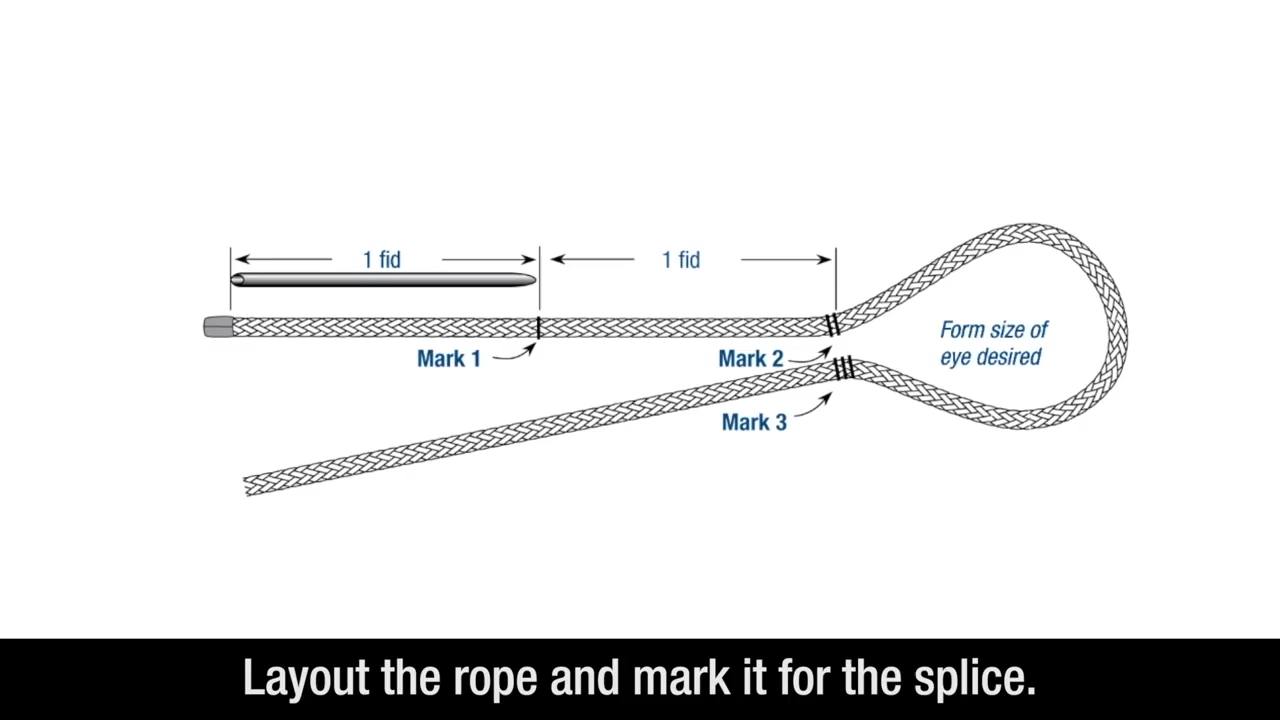 1 fid
1 fid
Mark 1
Mark 2
Mark 3
Form size of
eye desired
Layout the rope and mark it for the splice.